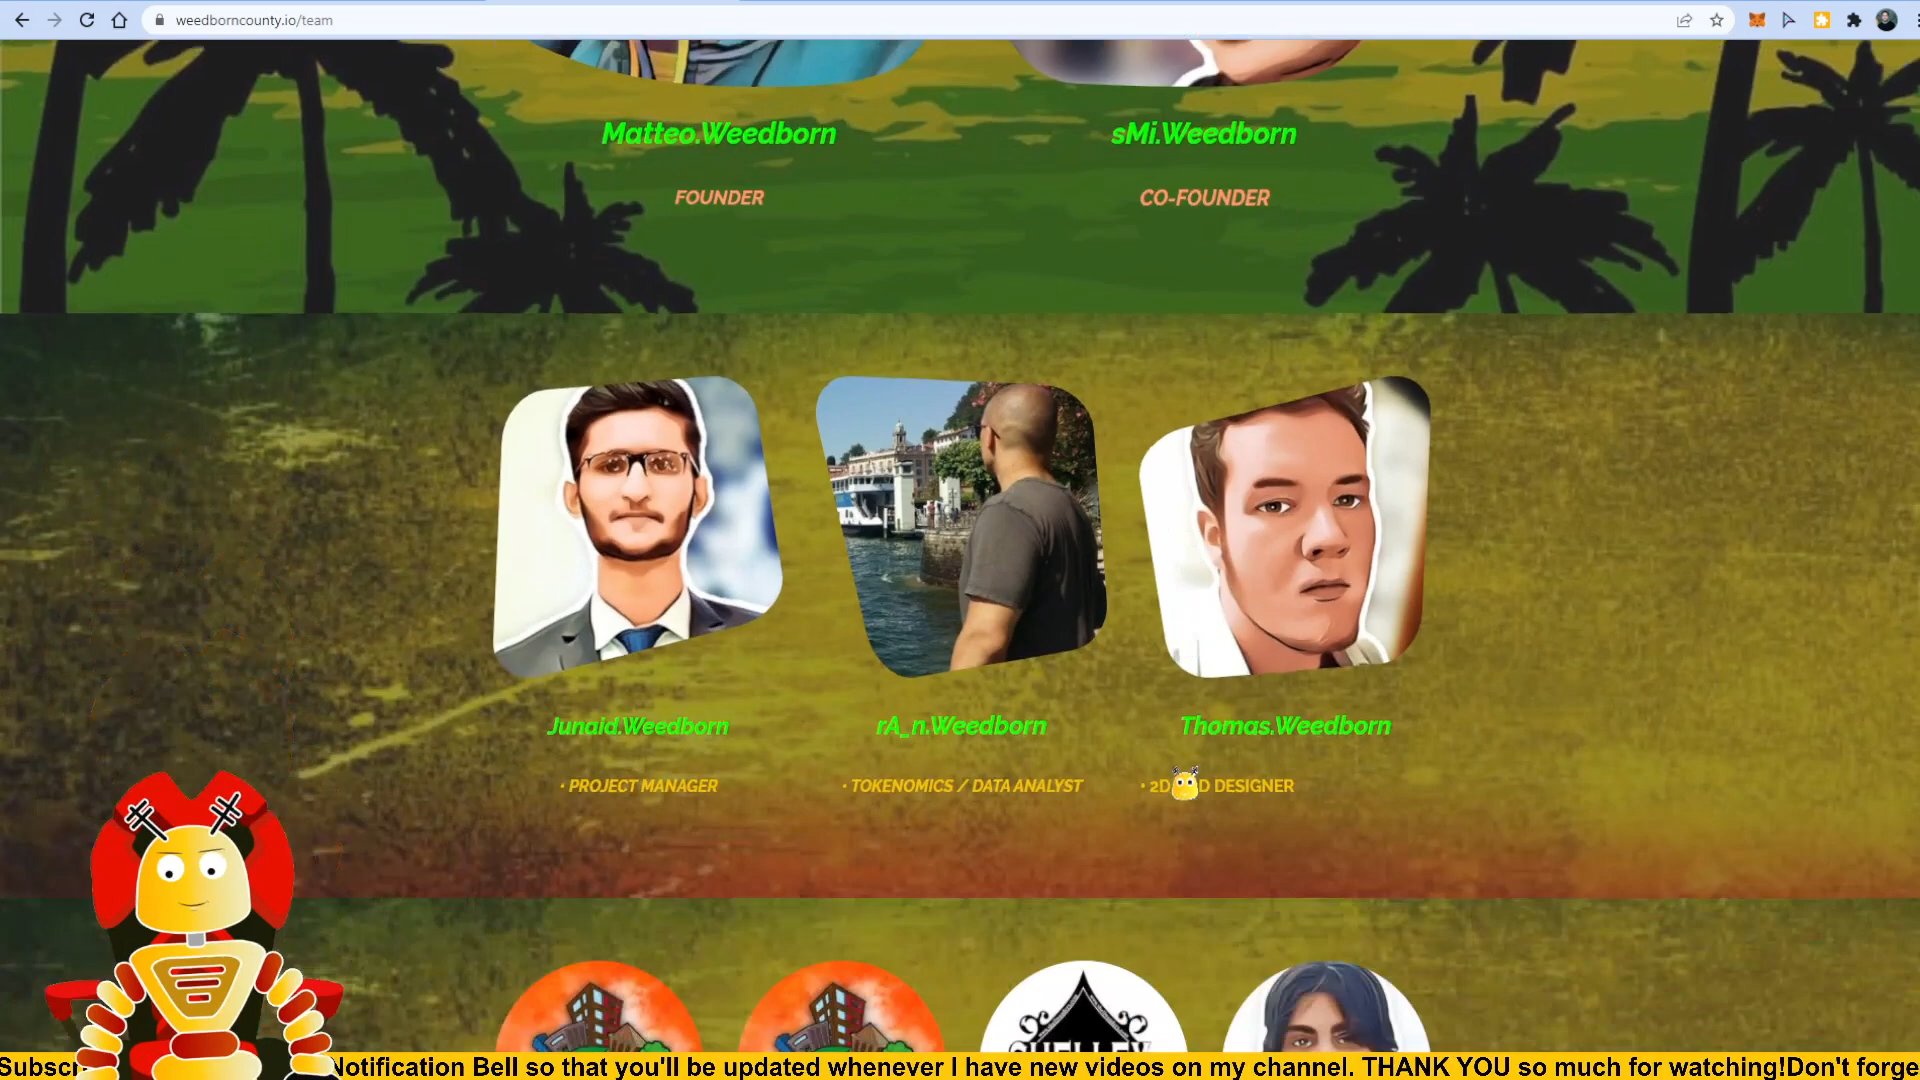 weedborncounty.io/team
Matteo.Weedborn
sMi.Weedborn
FOUNDER
CO-FOUNDER
Junaid.Weedborn
rA_n.Weedborn
Thomas.Weedborn
• PROJECT MANAGER
• TOKENOMICS / DATA ANALYST
• 2D D DESIGNER
Notification Bell so that you'll be updated whenever I have new videos on my channel. THANK YOU so much for watching!Don't forge